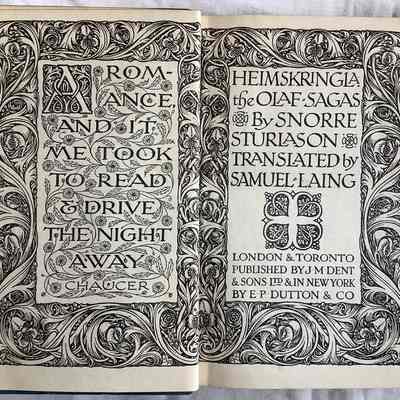 A ROM-
ANCE,
AND IT
ME TOOK
TO READ
& DRIVE
THE NIGHT
AWAY
CHAUCER
HEIMSKRINGLA
the OLAF·SAGAS
By·SNORRE
STURLASON
TRANSLATED by
SAMUEL·LAING
LONDON & TORONTO
PUBLISHED BY J M DENT
& SONS LTD & IN NEW YORK
BY E·P DUTTON & CO